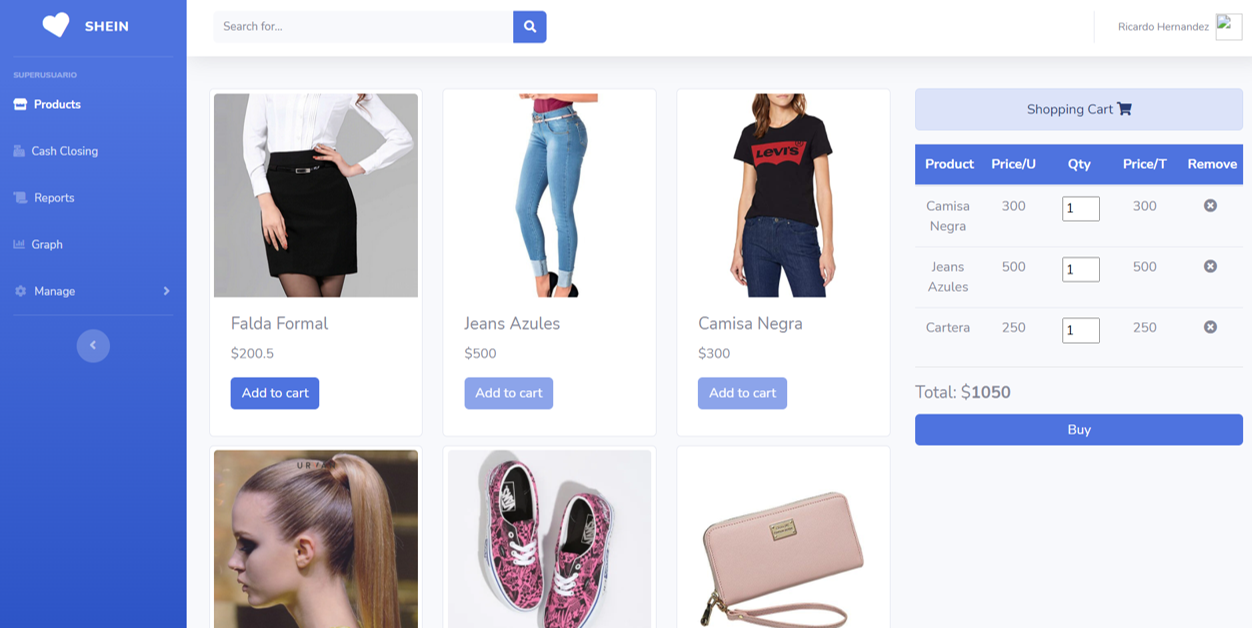 SHEIN
Search for...
Ricardo Hernandez
SUPERUSUARIO
Products
Cash Closing
Reports
Graph
Manage
Falda Formal
$200.5
Add to cart
Jeans Azules
$500
Add to cart
LEVI'S
Camisa Negra
$300
Add to cart
Shopping Cart
Product Price/U Qty Price/T Remove
Camisa Negra 300 1 300
Jeans Azules 500 1 500
Cartera 250 1 250
Total: $1050
Buy
VANS